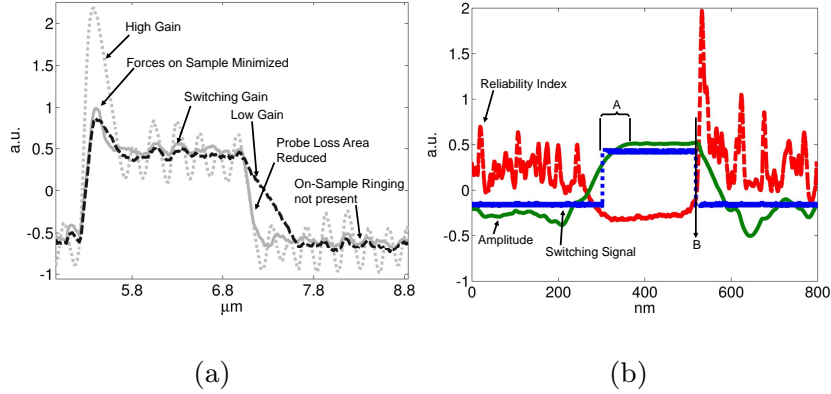 2
1.5
1
0.5
0
-0.5
-1
a.u.
High Gain
Forces on Sample Minimized
Switching Gain
Low Gain
Probe Loss Area
Reduced
On-Sample Ringing
not present
5.8
6.8
7.8
8.8
μm
(a)
2
1.5
1
0.5
0
-0.5
-1
a.u.
Reliability Index
A
Amplitude
Switching Signal
B
0
200
400
600
800
nm
(b)